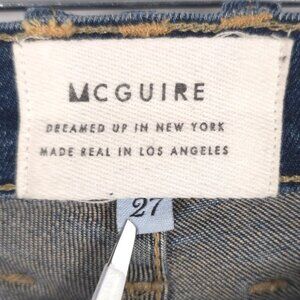 MCGUIRE
DREAMED UP IN NEW YORK
MADE REAL IN LOS ANGELES
27